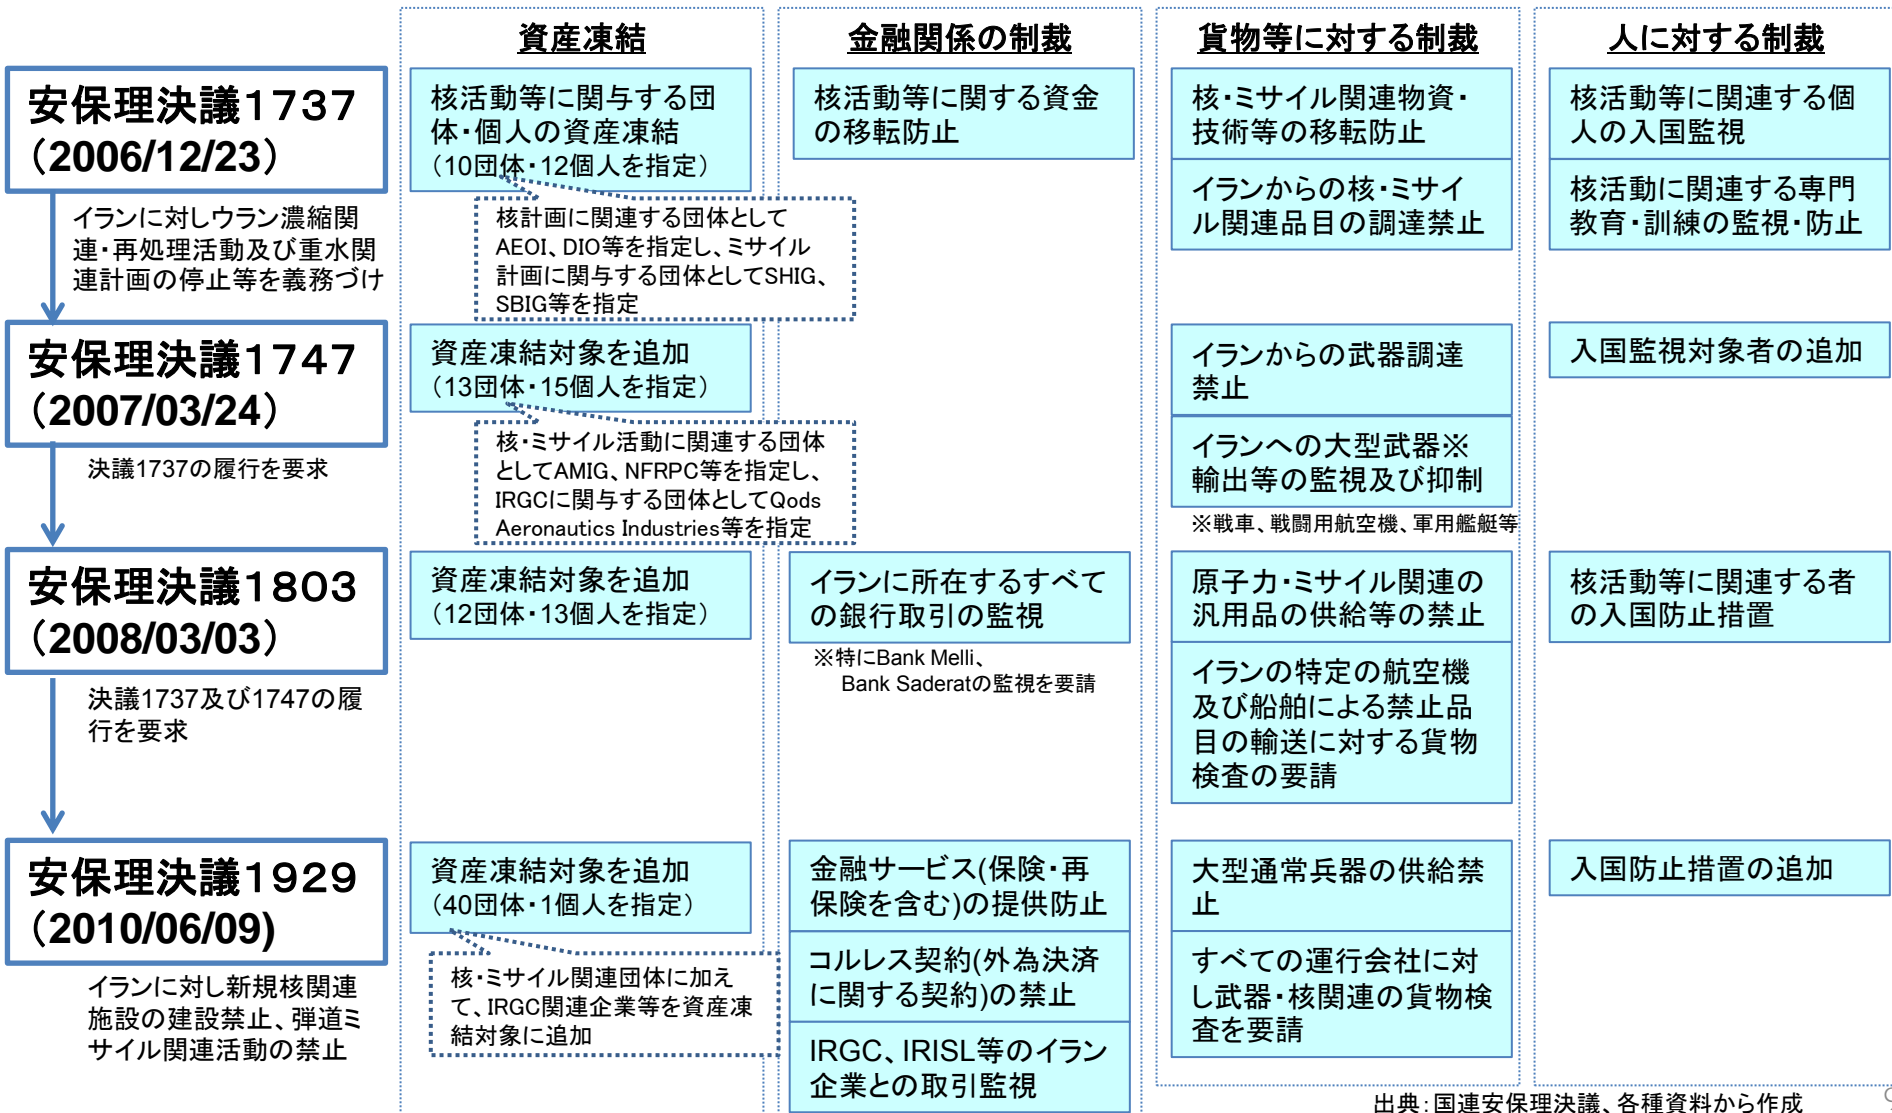 資産凍結
金融関係の制裁
貨物等に対する制裁
人に対する制裁
安保理決議1737
（2006/12/23）
イランに対しウラン濃縮関
連・再処理活動及び重水関
連計画の停止等を義務づけ
核活動等に関与する団
体・個人の資産凍結
（10団体・12個人を指定）
核計画に関連する団体として
AEOI、DIO等を指定し、ミサイル
計画に関与する団体としてSHIG、
SBIG等を指定
核活動等に関する資金
の移転防止
核・ミサイル関連物資・
技術等の移転防止
イランからの核・ミサイ
ル関連品目の調達禁止
核活動等に関連する個
人の入国監視
核活動に関連する専門
教育・訓練の監視・防止
安保理決議1747
（2007/03/24）
決議1737の履行を要求
資産凍結対象を追加
（13団体・15個人を指定）
核・ミサイル活動に関連する団体
としてAMIG、NFRPC等を指定し、
IRGCに関与する団体としてQods
Aeronautics Industries等を指定
イランからの武器調達
禁止
イランへの大型武器※
輸出等の監視及び抑制
※戦車、戦闘用航空機、軍用艦艇等
入国監視対象者の追加
安保理決議1803
（2008/03/03）
決議1737及び1747の履
行を要求
資産凍結対象を追加
（12団体・13個人を指定）
イランに所在するすべて
の銀行取引の監視
※特にBank Melli、
Bank Saderatの監視を要請
原子力・ミサイル関連の
汎用品の供給等の禁止
イランの特定の航空機
及び船舶による禁止品
目の輸送に対する貨物
検査の要請
核活動等に関連する者
の入国防止措置
安保理決議1929
（2010/06/09)
イランに対し新規核関連
施設の建設禁止、弾道ミ
サイル関連活動の禁止
資産凍結対象を追加
（40団体・1個人を指定）
核・ミサイル関連団体に加え
て、IRGC関連企業等を資産凍
結対象に追加
金融サービス(保険・再
保険を含む)の提供防止
コルレス契約(外為決済
に関する契約)の禁止
IRGC、IRISL等のイラン
企業との取引監視
大型通常兵器の供給禁
止
すべての運行会社に対
し武器・核関連の貨物検
査を要請
入国防止措置の追加
出典：国連安保理決議、各種資料から作成